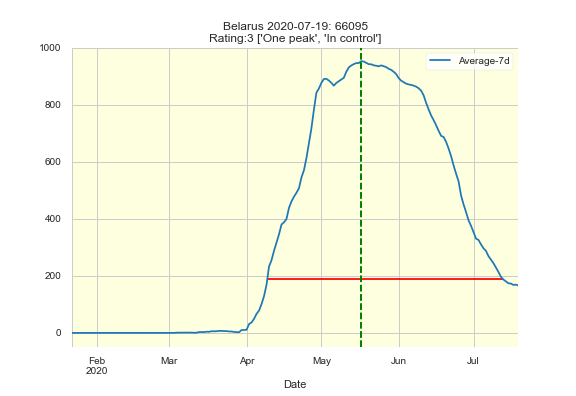 Belarus 2020-07-19: 66095
Rating:3 ['One peak', 'In control']
1000
Average-7d
800
600
400
200
0
Feb Mar Apr May Jun Jul
2020
Date